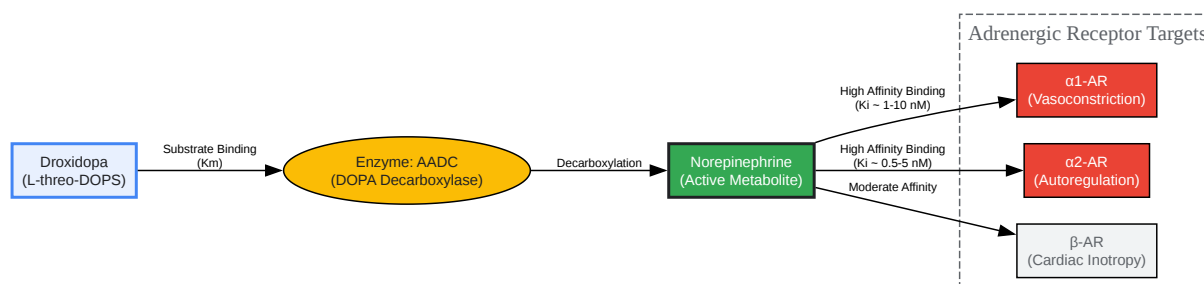 Adrenergic Receptor Targets
Droxidopa
(L-threo-DOPS)
Substrate Binding
(Km)
Enzyme: AADC
(DOPA Decarboxylase)
Decarboxylation
Norepinephrine
(Active Metabolite)
High Affinity Binding
(Ki ~ 1-10 nM)
High Affinity Binding
(Ki ~ 0.5-5 nM)
Moderate Affinity
α1-AR
(Vasoconstriction)
α2-AR
(Autoregulation)
β-AR
(Cardiac Inotropy)